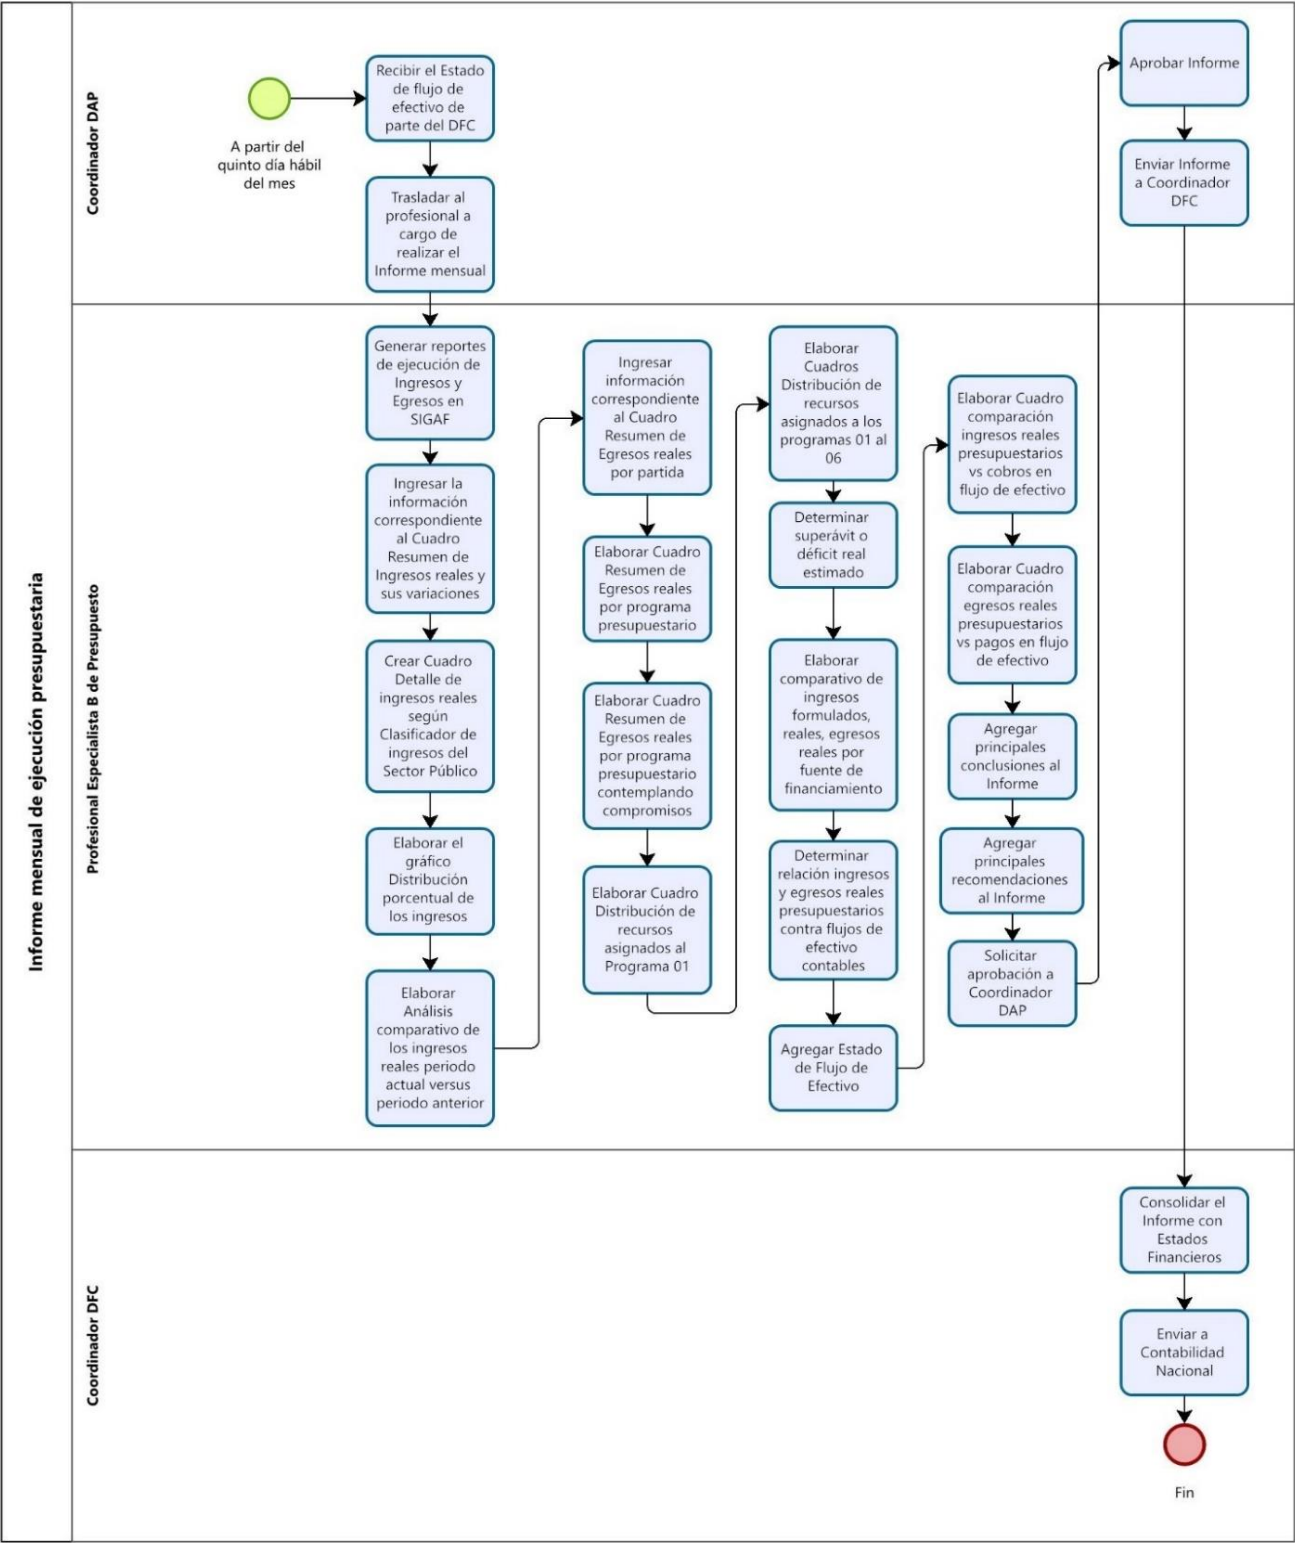 Informe mensual de ejecución presupuestaria
Coordinador DAP
A partir del
quinto día hábil
del mes
Recibir el Estado
de flujo de
efectivo de
parte del DFC
Trasladar al
profesional a
cargo de
realizar el
Informe mensual
Profesional Especialista B de Presupuesto
Generar reportes
de ejecución de
Ingresos y
Egresos en
SIGAF
Ingresar la
información
correspondiente
al Cuadro
Resumen de
Ingresos reales y
sus variaciones
Crear Cuadro
Detalle de
ingresos reales
según
Clasificador de
ingresos del
Sector Público
Elaborar el
gráfico
Distribución
porcentual de
los ingresos
Elaborar
Análisis
comparativo de
los ingresos
reales periodo
actual versus
periodo anterior
Ingresar
información
correspondiente
al Cuadro
Resumen de
Egresos reales
por partida
Elaborar Cuadro
Resumen de
Egresos reales
por programa
presupuestario
Elaborar Cuadro
Resumen de
Egresos reales
por programa
presupuestario
contemplando
compromisos
Elaborar Cuadro
Distribución de
recursos
asignados al
Programa 01
Elaborar
Cuadros
Distribución de
recursos
asignados a los
programas 01 al
06
Determinar
superávit o
déficit real
estimado
Elaborar
comparativo de
ingresos
formulados,
reales, egresos
reales por
fuente de
financiamiento
Determinar
relación ingresos
y egresos reales
presupuestarios
contra flujos de
efectivo
contables
Agregar Estado
de Flujo de
Efectivo
Elaborar Cuadro
comparación
ingresos reales
presupuestarios
vs cobros en
flujo de efectivo
Elaborar Cuadro
comparación
egresos reales
presupuestarios
vs pagos en flujo
de efectivo
Agregar
principales
conclusiones al
Informe
Agregar
principales
recomendaciones
al Informe
Solicitar
aprobación a
Coordinador
DAP
Aprobar Informe
Enviar Informe
a Coordinador
DFC
Coordinador DFC
Consolidar el
Informe con
Estados
Financieros
Enviar a
Contabilidad
Nacional
Fin